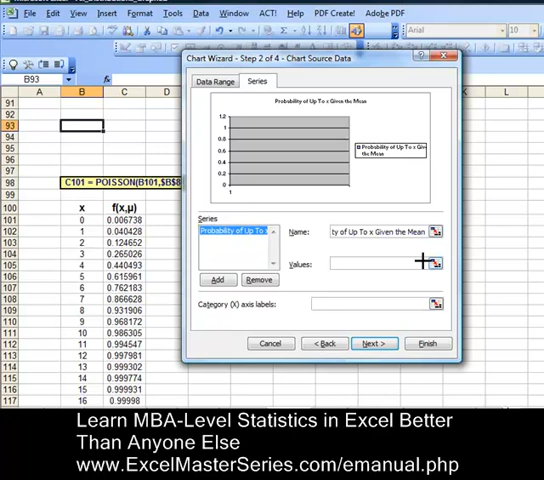 File Edit View Insert Format Tools Data Window ACT! Help PDF Create! Adobe PDF
Arial
B93 fx
Chart Wizard - Step 2 of 4 - Chart Source Data
Data Range Series
Probability of Up To x Given the Mean
1.2
1
0.8
0.6
0.4
0.2
0
1
Probability of Up To x Give
the Mean
Series
Probability of Up To x
Name: ty of Up To x Given the Mean
Values:
Add Remove
Category (X) axis labels:
Cancel < Back Next > Finish
A B C D K L
91
92
93
94
95
96
97
98 C101 = POISSON(B101,$B$8
99
100 x f(x,μ)
101 0 0.006738
102 1 0.040428
103 2 0.124652
104 3 0.265026
105 4 0.440493
106 5 0.615961
107 6 0.762183
108 7 0.866628
109 8 0.931906
110 9 0.968172
111 10 0.986305
112 11 0.994547
113 12 0.997981
114 13 0.999302
115 14 0.999774
116 15 0.999931
117 16 0.99998
Learn MBA-Level Statistics in Excel Better
Than Anyone Else
www.ExcelMasterSeries.com/emanual.php